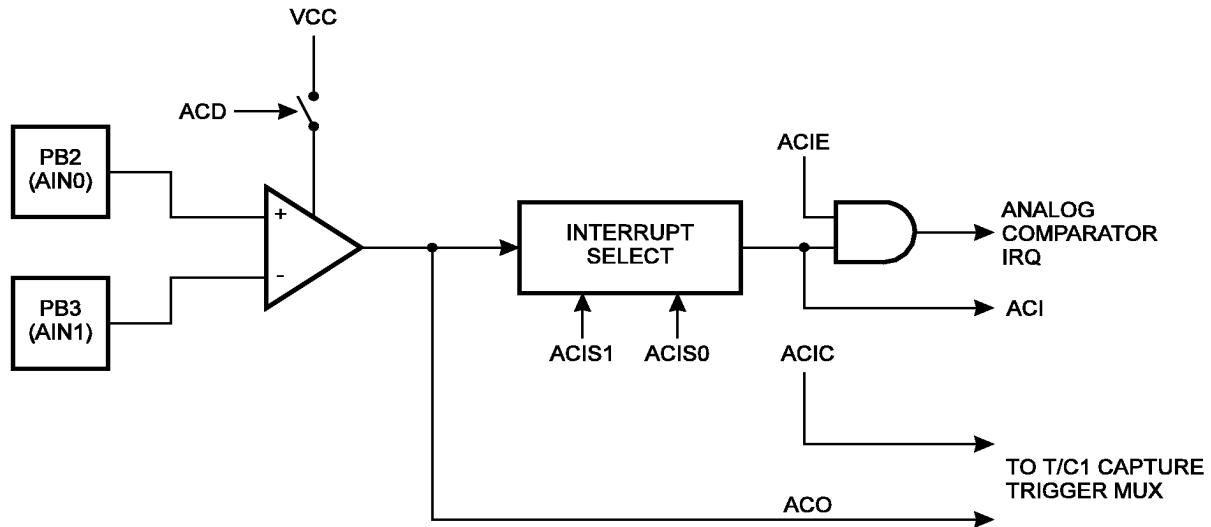 VCC
ACD
PB2
(AIN0)
+
-
PB3
(AIN1)
INTERRUPT
SELECT
ACIS1
ACIS0
ACIE
ANALOG
COMPARATOR
IRQ
ACI
ACIC
TO T/C1 CAPTURE
TRIGGER MUX
ACO